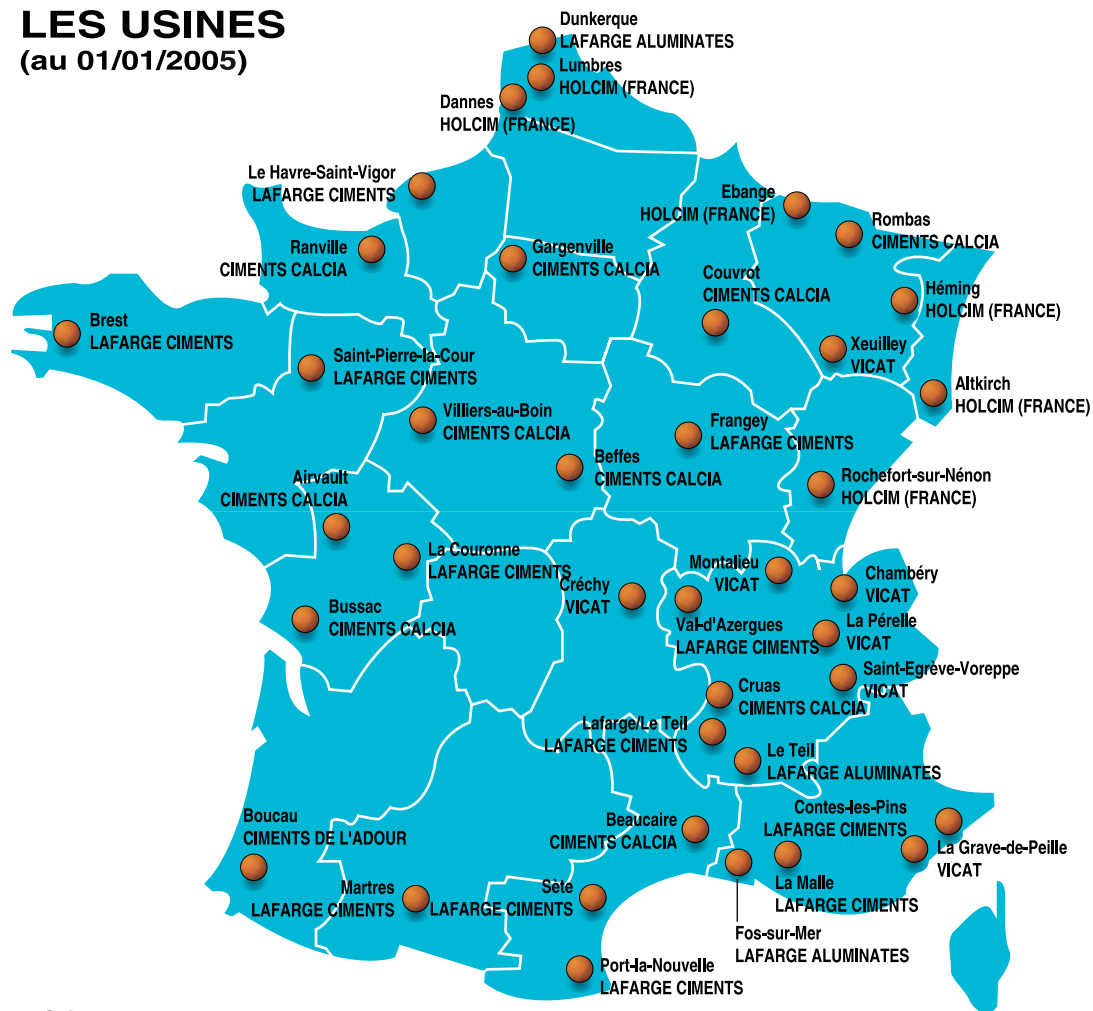 LES USINES
(au 01/01/2005)
Dunkerque
LAFARGE ALUMINATES
Lumbres
HOLCIM (FRANCE)
Dannes
HOLCIM (FRANCE)
Le Havre-Saint-Vigor
LAFARGE CIMENTS
Ebange
HOLCIM (FRANCE)
Rombas
CIMENTS CALCIA
Ranville
CIMENTS CALCIA
Gargenville
CIMENTS CALCIA
Couvrot
CIMENTS CALCIA
Héming
HOLCIM (FRANCE)
Brest
LAFARGE CIMENTS
Saint-Pierre-la-Cour
LAFARGE CIMENTS
Xeuilley
VICAT
Altkirch
HOLCIM (FRANCE)
Villiers-au-Boin
CIMENTS CALCIA
Frangey
LAFARGE CIMENTS
Beffes
CIMENTS CALCIA
Rochefort-sur-Nénon
HOLCIM (FRANCE)
Airvault
CIMENTS CALCIA
La Couronne
LAFARGE CIMENTS
Montalieu
VICAT
Chambéry
VICAT
Créchy
VICAT
Bussac
CIMENTS CALCIA
Val-d'Azergues
LAFARGE CIMENTS
La Pérelle
VICAT
Saint-Egrève-Voreppe
VICAT
Cruas
CIMENTS CALCIA
Lafarge/Le Teil
LAFARGE CIMENTS
Le Teil
LAFARGE ALUMINATES
Boucau
CIMENTS DE L'ADOUR
Beaucaire
CIMENTS CALCIA
Contes-les-Pins
LAFARGE CIMENTS
La Grave-de-Peille
VICAT
Martres
LAFARGE CIMENTS
Sète
LAFARGE CIMENTS
La Malle
LAFARGE CIMENTS
Fos-sur-Mer
LAFARGE ALUMINATES
Port-la-Nouvelle
LAFARGE CIMENTS